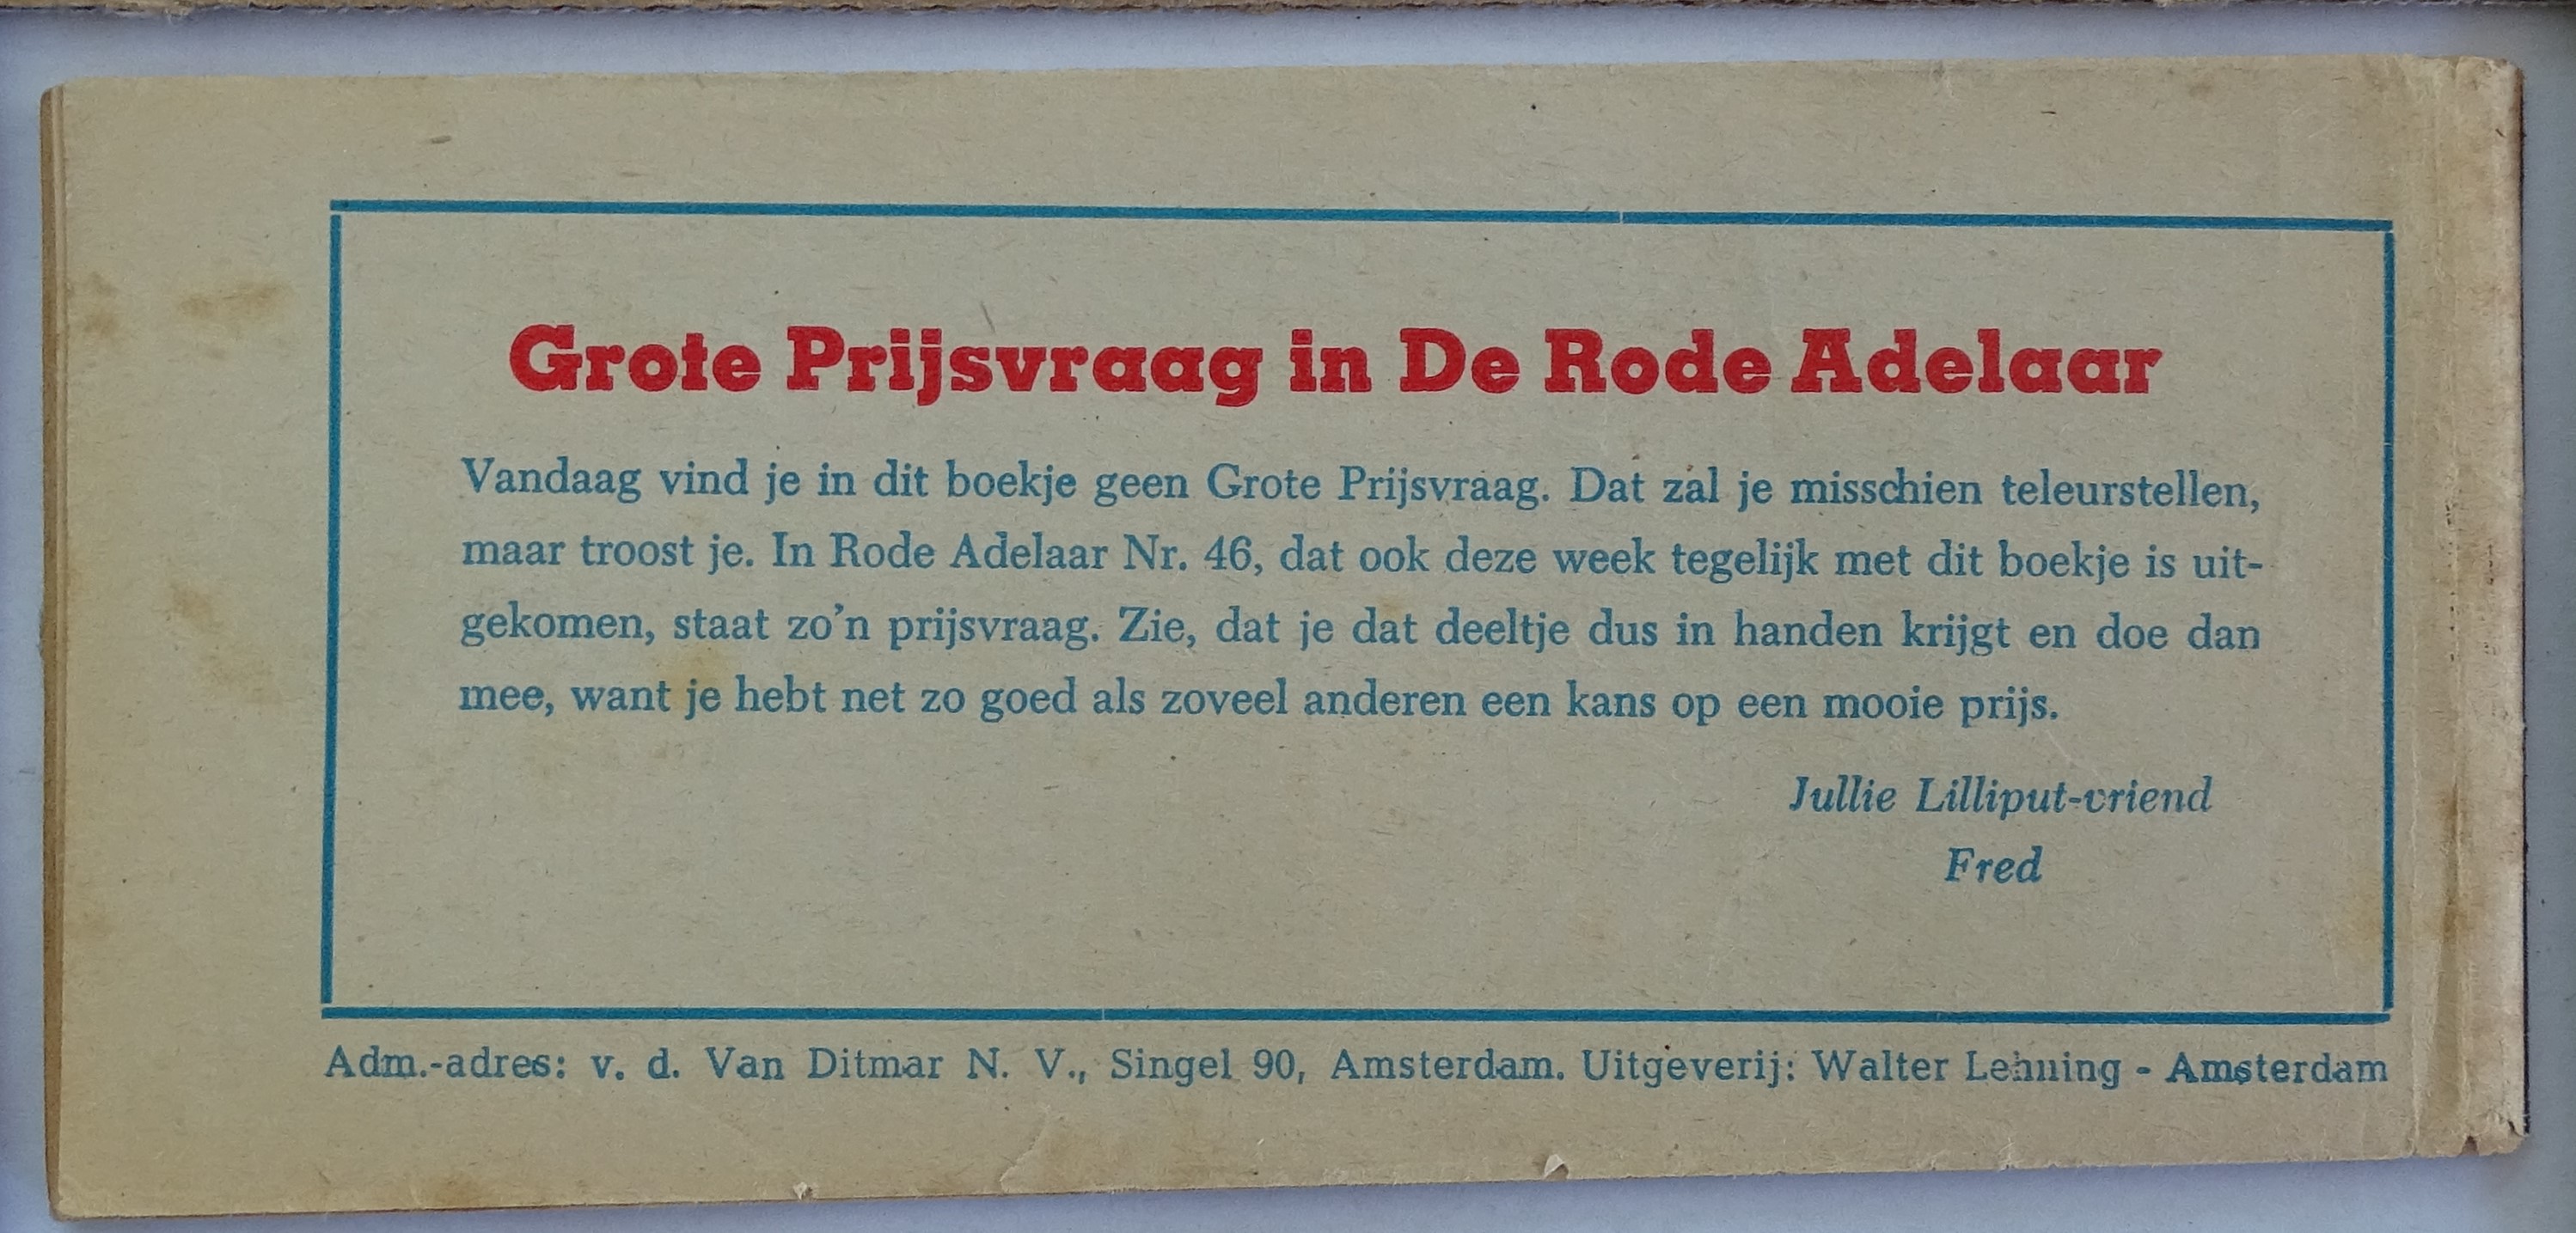 Grote Prijsvraag in De Rode Adelaar
Vandaag vind je in dit boekje geen Grote Prijsvraag. Dat zal je misschien teleurstellen,
maar troost je. In Rode Adelaar Nr. 46, dat ook deze week tegelijk met dit boekje is uit-
gekomen, staat zo'n prijsvraag. Zie, dat je dat deeltje dus in handen krijgt en doe dan
mee, want je hebt net zo goed als zoveel anderen een kans op een mooie prijs.
Jullie Lilliput-vriend
Fred
Adm.-adres: v. d. Van Ditmar N. V., Singel 90, Amsterdam. Uitgeverij: Walter Lehning - Amsterdam